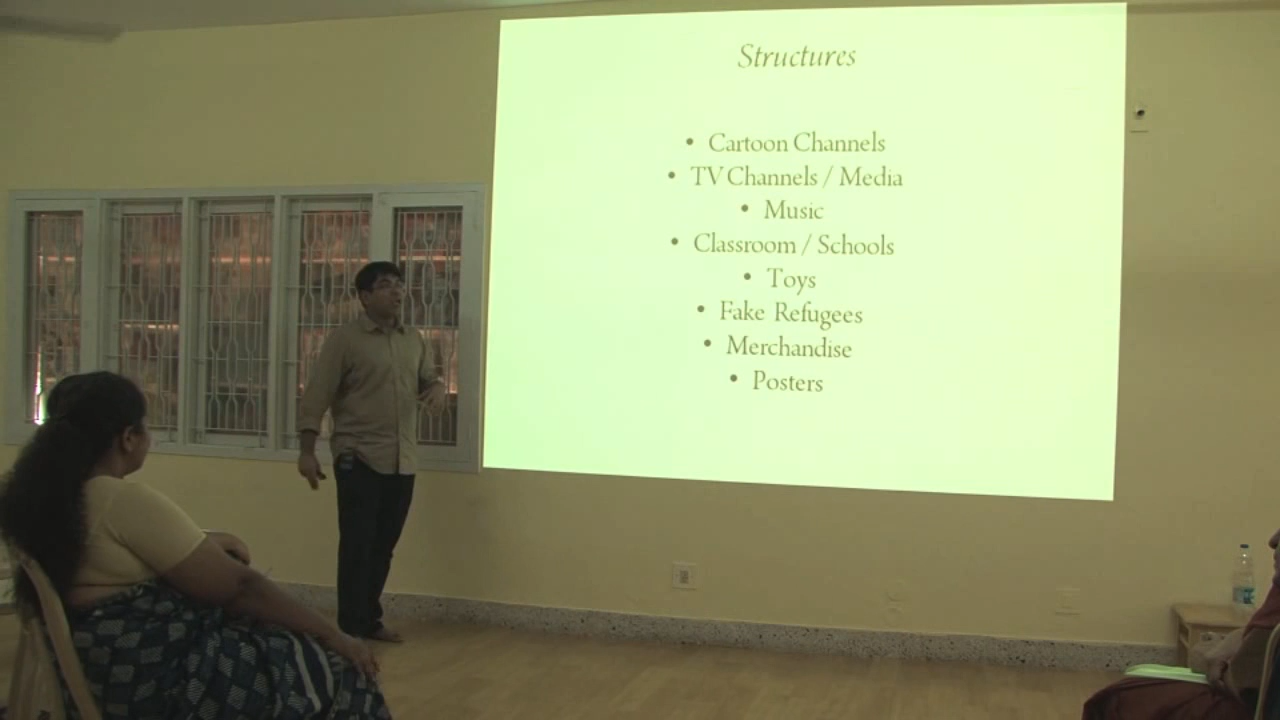 Structures
• Cartoon Channels
• TV Channels / Media
• Music
• Classroom / Schools
• Toys
• Fake Refugees
• Merchandise
• Posters